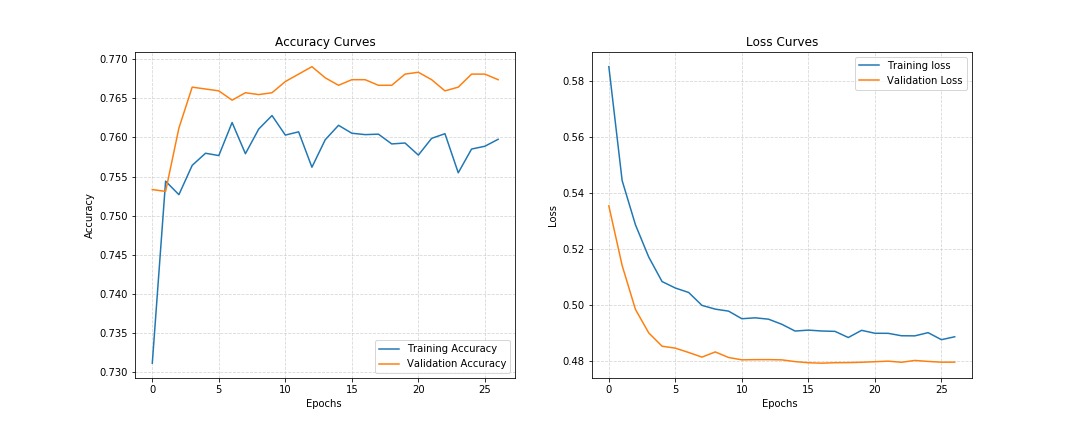 Accuracy Curves
0.770
0.765
0.760
0.755
0.750
0.745
0.740
0.735
0.730
Accuracy
0 5 10 15 20 25
Epochs
Training Accuracy
Validation Accuracy
Loss Curves
0.58
0.56
0.54
0.52
0.50
0.48
Loss
0 5 10 15 20 25
Epochs
Training loss
Validation Loss